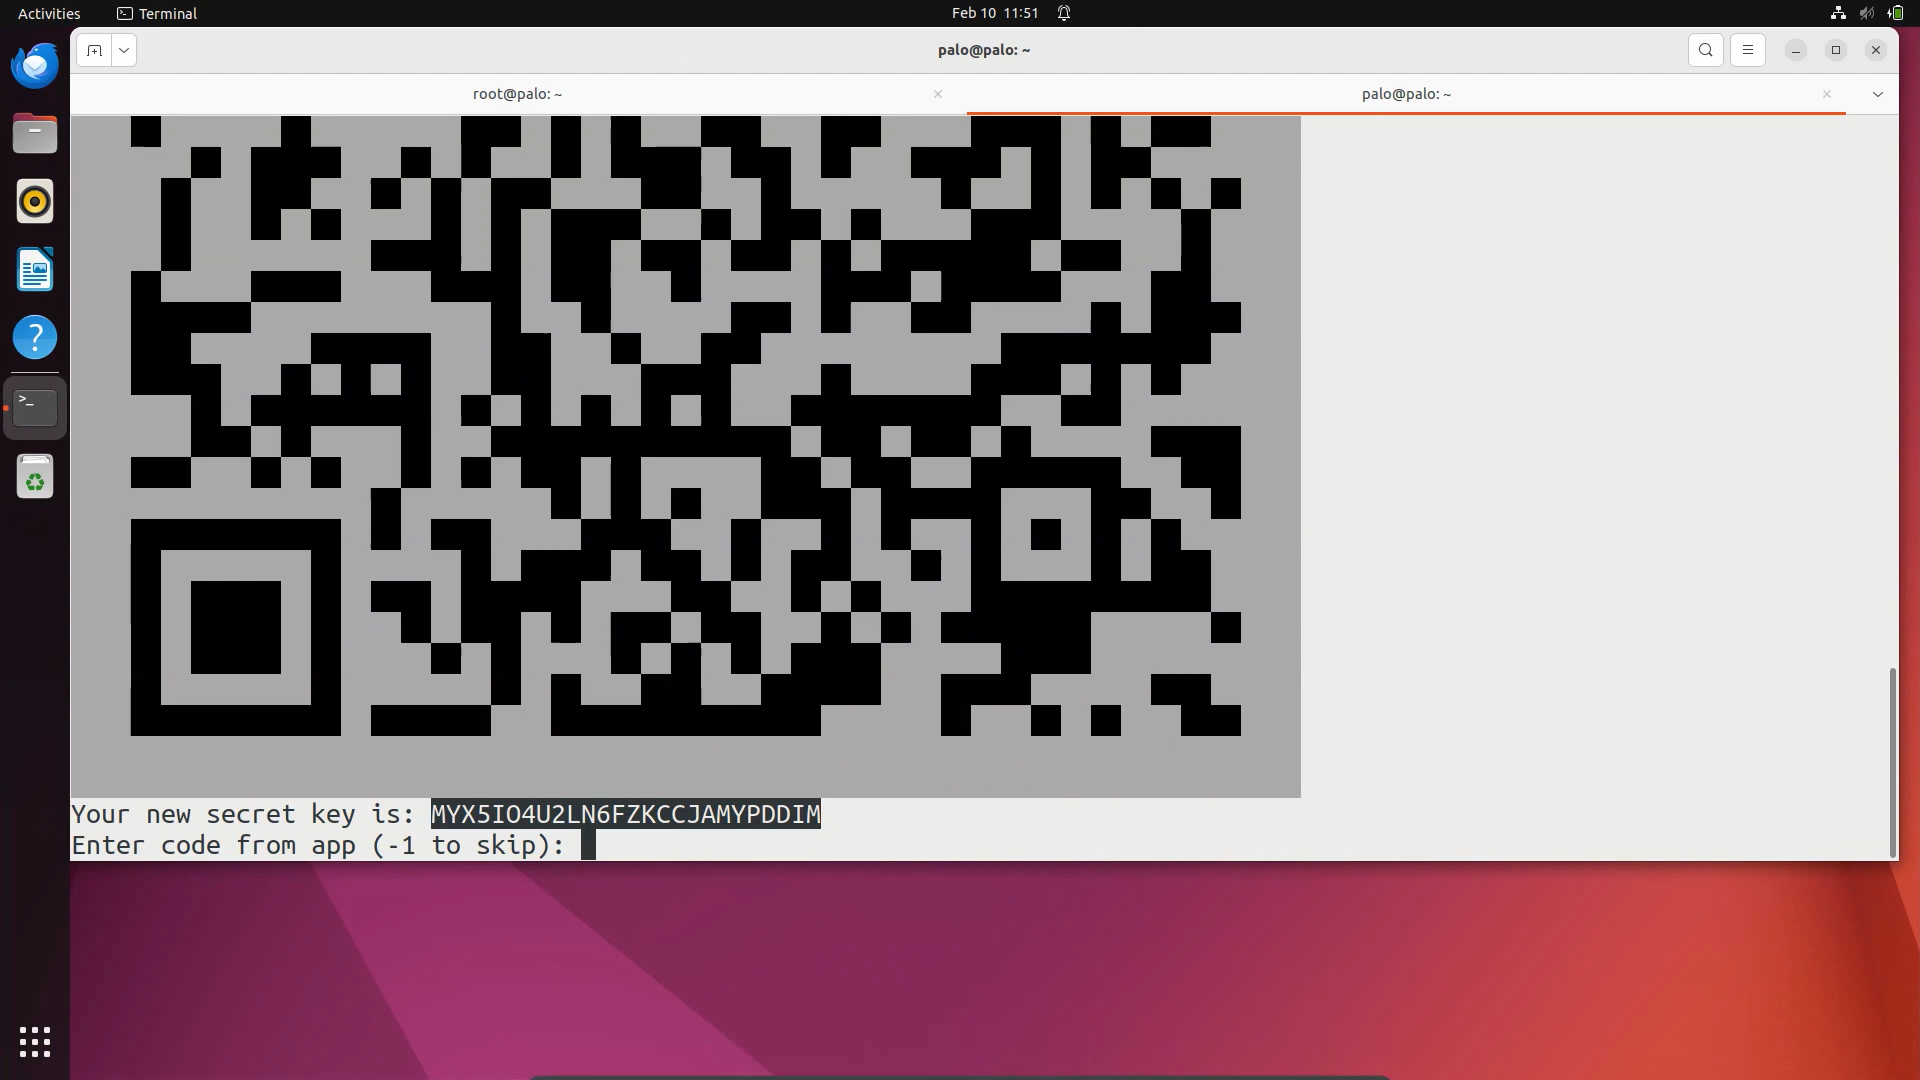 Activities
Terminal
Feb 10 11:51
palo@palo: ~
root@palo: ~
palo@palo: ~
Your new secret key is: MYX5IO4U2LN6FZKCCJAMYPDDIM
Enter code from app (-1 to skip):